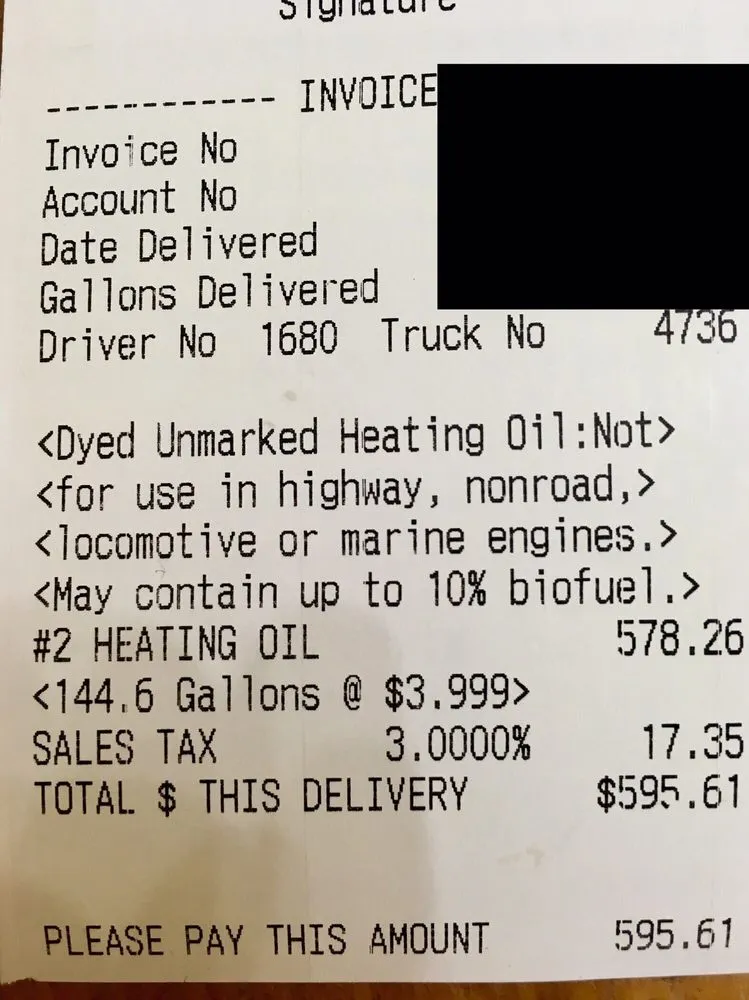 Signature
------------ INVOICE
Invoice No
Account No
Date Delivered
Gallons Delivered
Driver No 1680 Truck No 4736
<Dyed Unmarked Heating Oil:Not>
<for use in highway, nonroad,>
<locomotive or marine engines.>
<May contain up to 10% biofuel.>
#2 HEATING OIL 578.26
<144.6 Gallons @ $3.999>
SALES TAX 3.0000% 17.35
TOTAL $ THIS DELIVERY $595.61
PLEASE PAY THIS AMOUNT 595.61